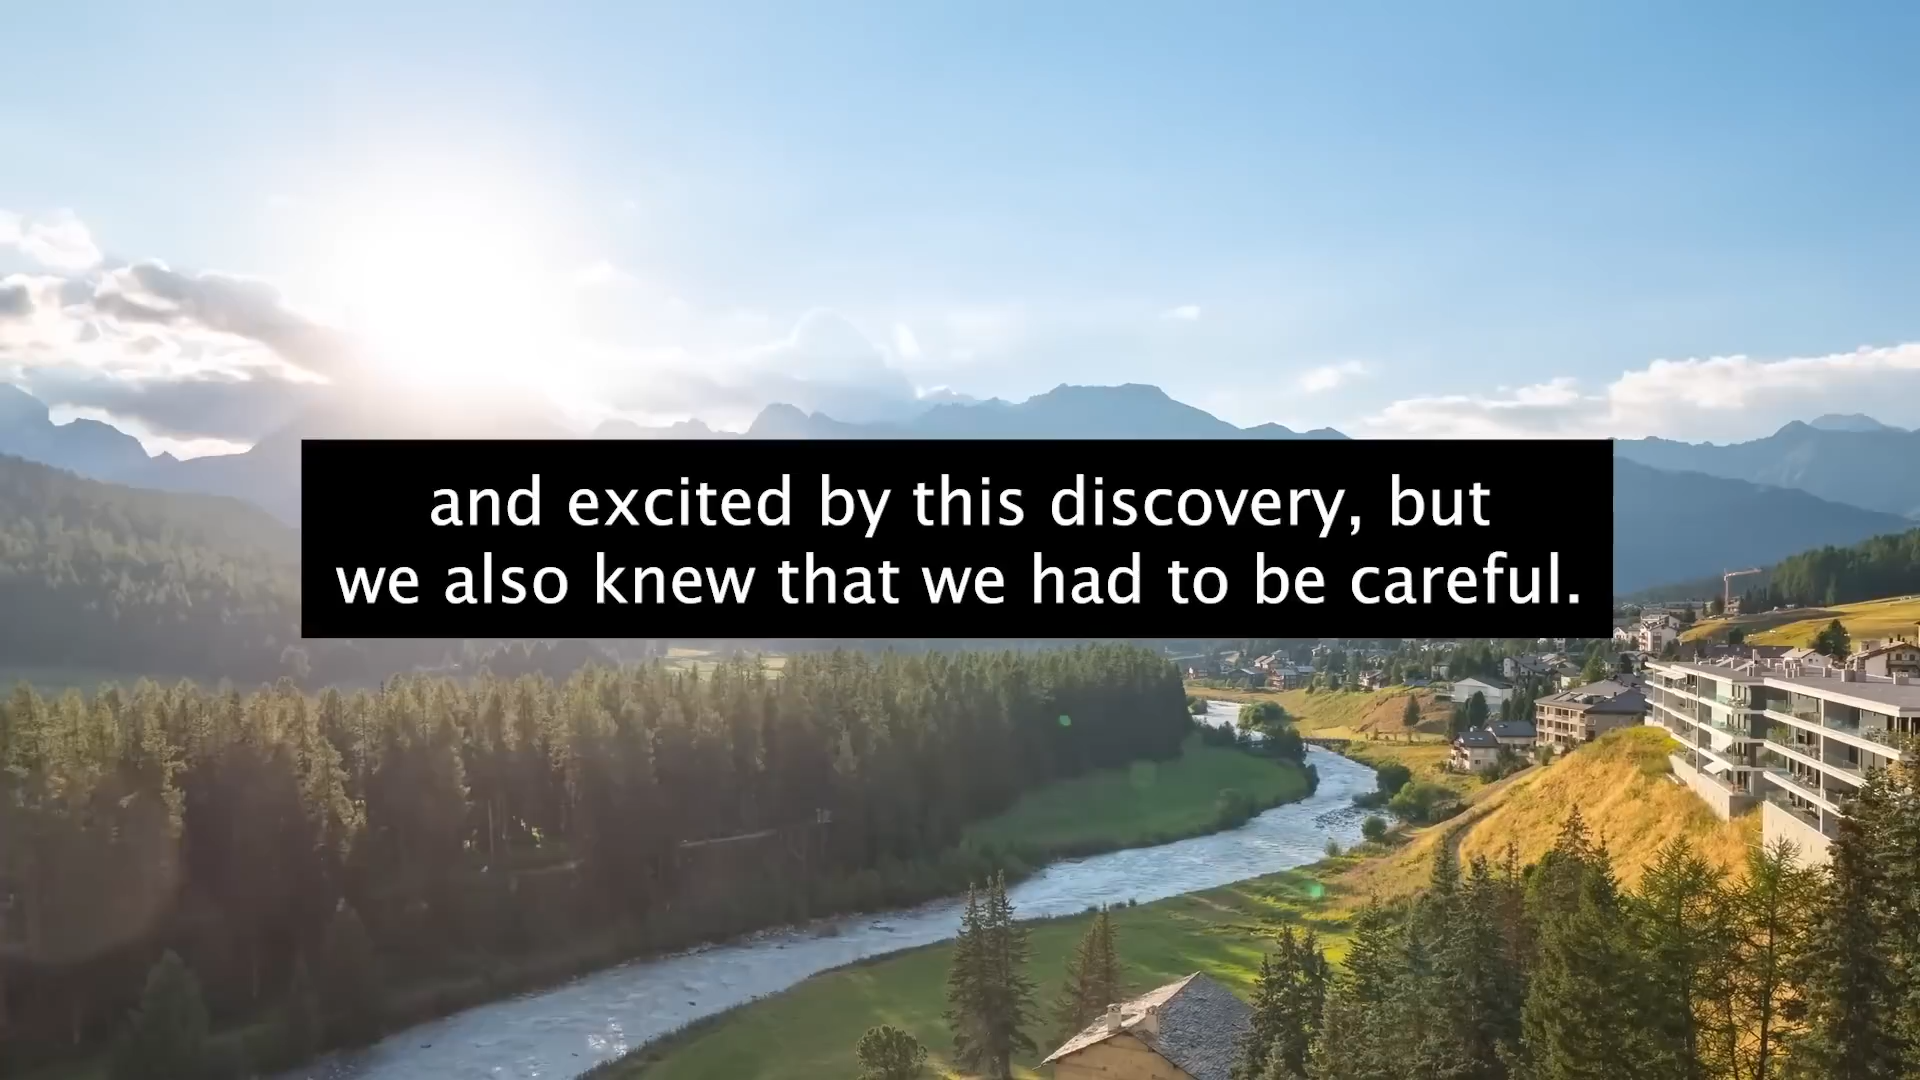 and excited by this discovery, but
we also knew that we had to be careful.